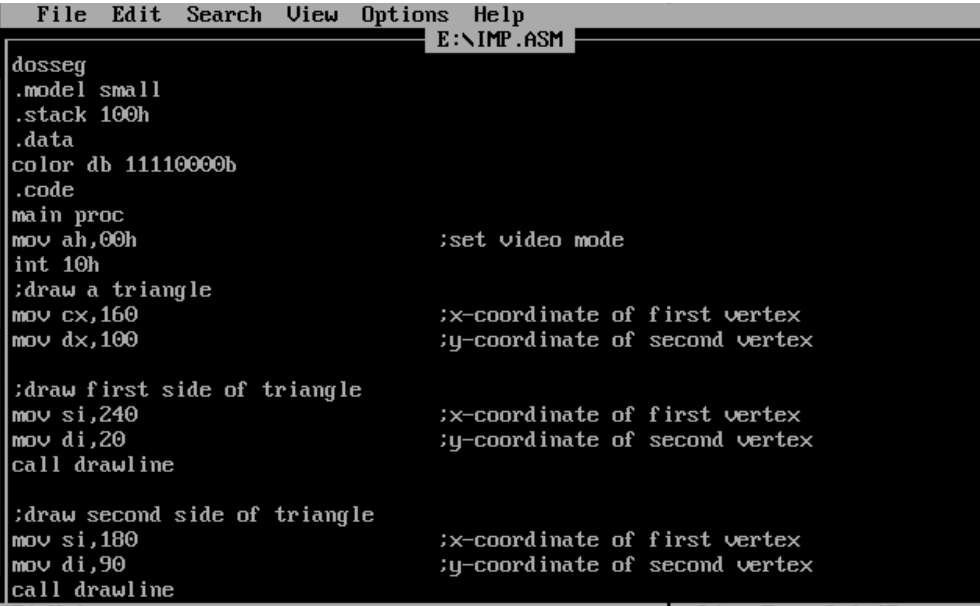 File Edit Search View Options Help
E:\IMP.ASM
dosseg
.model small
.stack 100h
.data
color db 11110000b
.code
main proc
mov ah,00h ;set video mode
int 10h
;draw a triangle
mov cx,160 ;x-coordinate of first vertex
mov dx,100 ;y-coordinate of second vertex
;draw first side of triangle
mov si,240 ;x-coordinate of first vertex
mov di,20 ;y-coordinate of second vertex
call drawline
;draw second side of triangle
mov si,180 ;x-coordinate of first vertex
mov di,90 ;y-coordinate of second vertex
call drawline